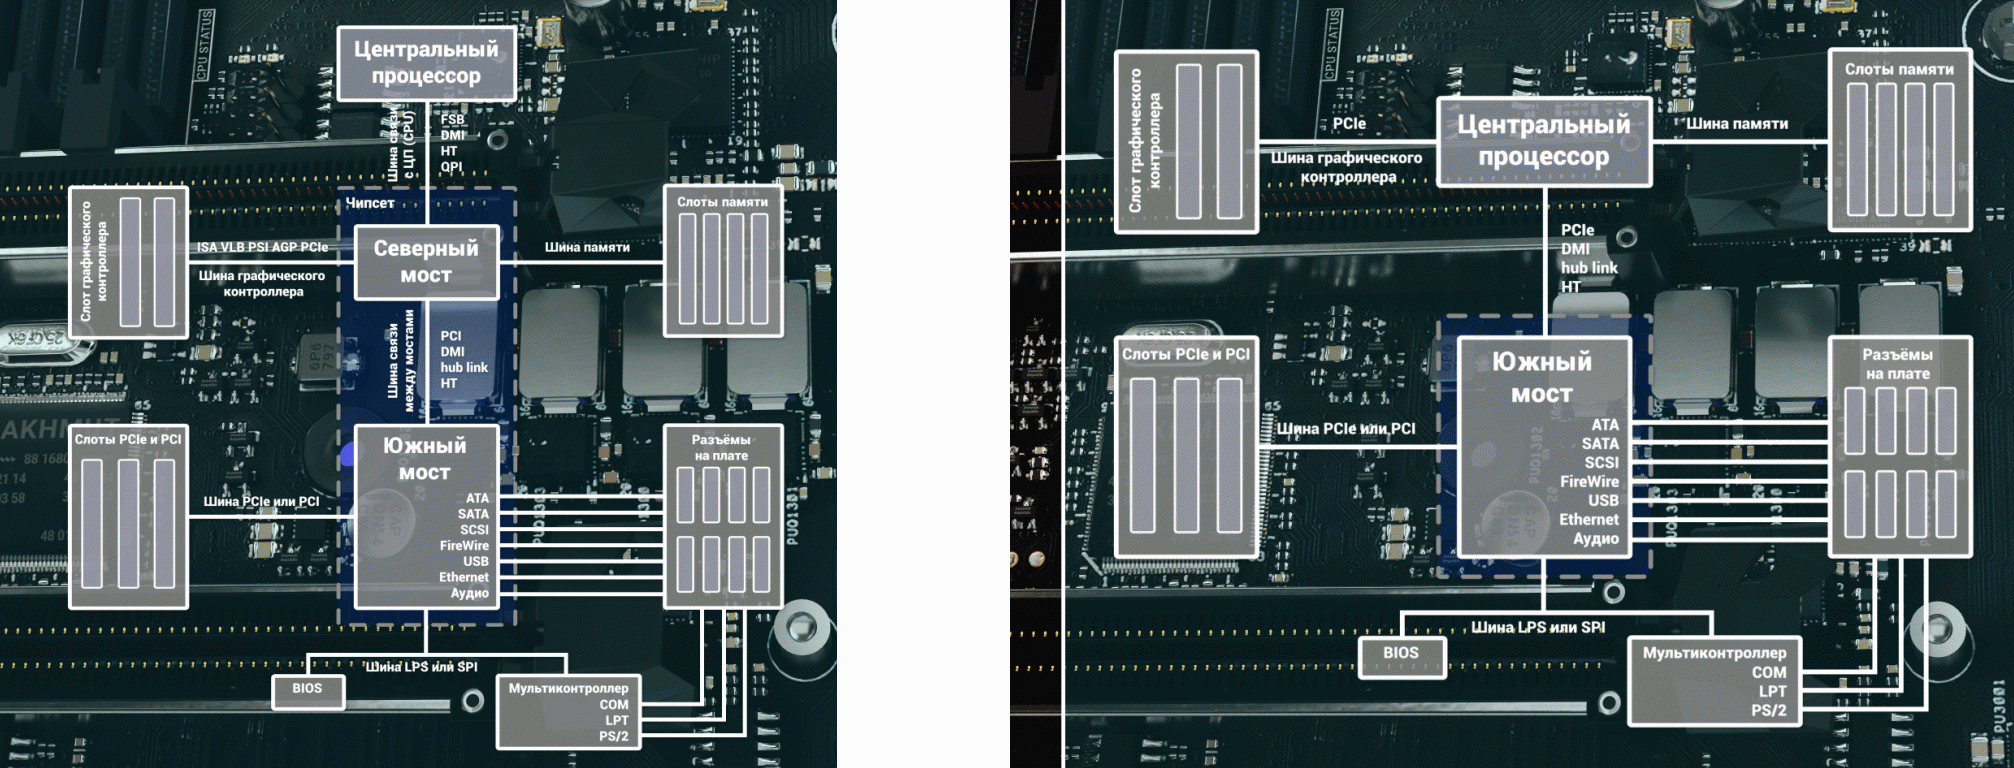 CPU STATUS
Центральный
процессор
Шина связи
с ЦП (CPU)
FSB
DMI
HT
QPI
Чипсет
Слот графического
контроллера
ISA VLB PSI AGP PCIe
Шина графического
контроллера
Северный
мост
Шина памяти
Слоты памяти
Шина связи
между мостами
PCI
DMI
hub link
HT
Слоты PCIe и PCI
Шина PCIe или PCI
Южный
мост
ATA
SATA
SCSI
FireWire
USB
Ethernet
Аудио
Разъёмы
на плате
PU01301
Шина LPS или SPI
BIOS
Мультиконтроллер
COM
LPT
PS/2
CPU STATUS
Слот графического
контроллера
PCIe
Шина графического
контроллера
Центральный
процессор
Шина памяти
Слоты памяти
PCIe
DMI
hub link
HT
Слоты PCIe и PCI
Шина PCIe или PCI
Южный
мост
ATA
SATA
SCSI
FireWire
USB
Ethernet
Аудио
Разъёмы
на плате
Шина LPS или SPI
BIOS
Мультиконтроллер
COM
LPT
PS/2
PU3001